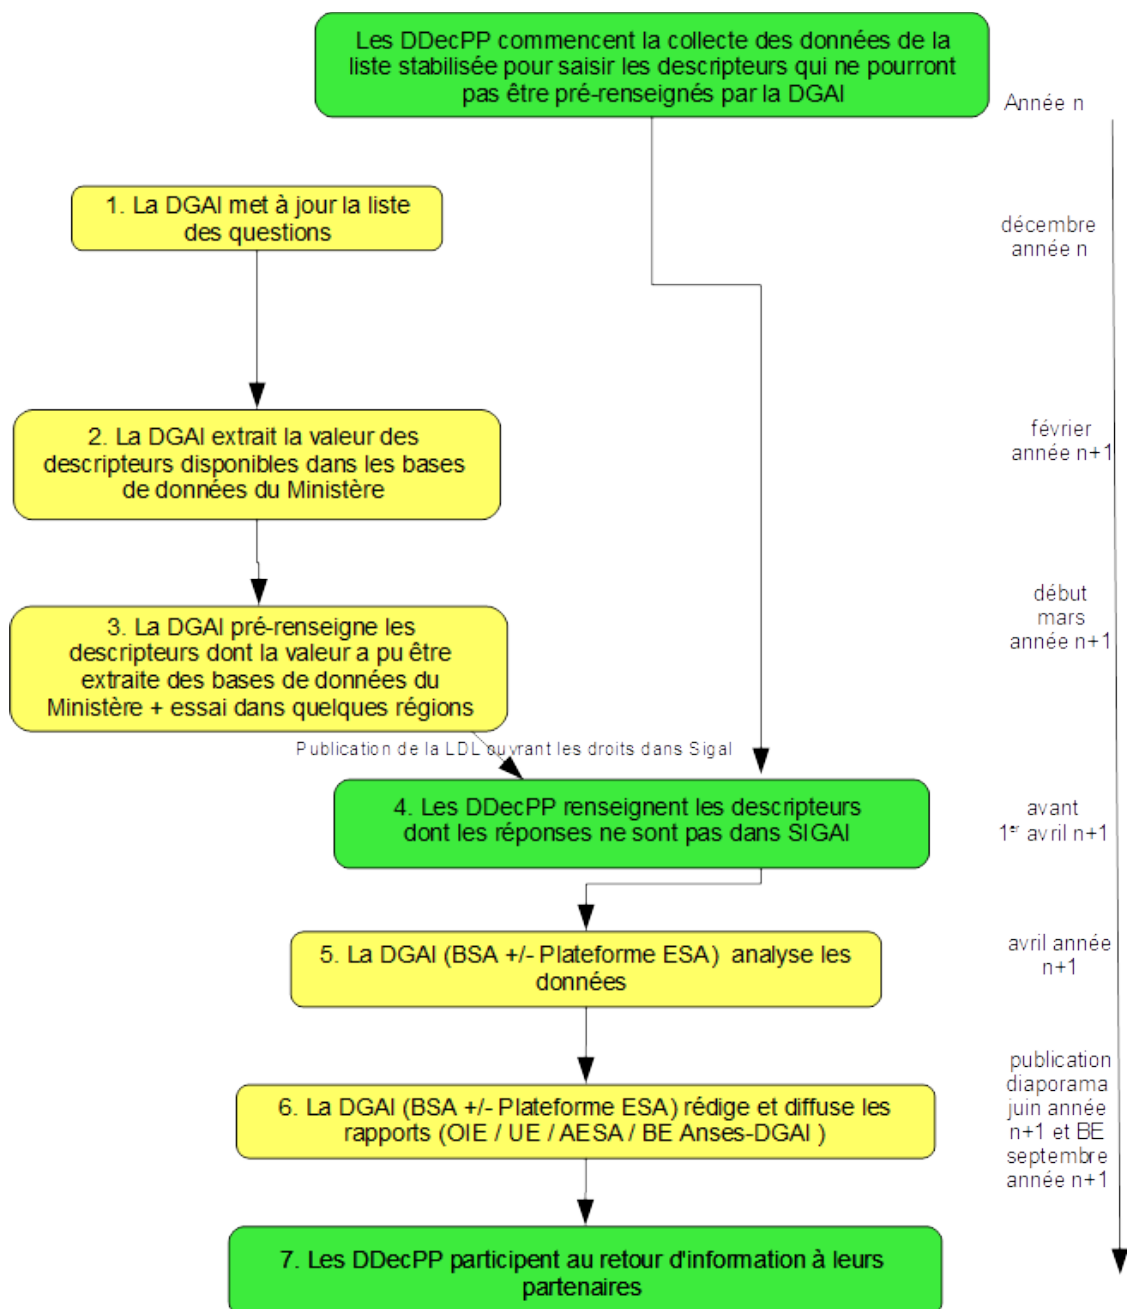 Les DDecPP commencent la collecte des données de la
liste stabilisée pour saisir les descripteurs qui ne pourront
pas être pré-renseignés par la DGAl
Année n
1. La DGAl met à jour la liste
des questions
décembre
année n
2. La DGAl extrait la valeur des
descripteurs disponibles dans les bases
de données du Ministère
février
année n+1
3. La DGAl pré-renseigne les
descripteurs dont la valeur a pu être
extraite des bases de données du
Ministère + essai dans quelques régions
début
mars
année n+1
Publication de la LDL ouvrant les droits dans Sigal
4. Les DDecPP renseignent les descripteurs
dont les réponses ne sont pas dans SIGAl
avant
1er avril n+1
5. La DGAl (BSA +/- Plateforme ESA) analyse les
données
avril année
n+1
6. La DGAl (BSA +/- Plateforme ESA) rédige et diffuse les
rapports (OIE / UE / AESA / BE Anses-DGAl )
publication
diaporama
juin année
n+1 et BE
septembre
année n+1
7. Les DDecPP participent au retour d'information à leurs
partenaires